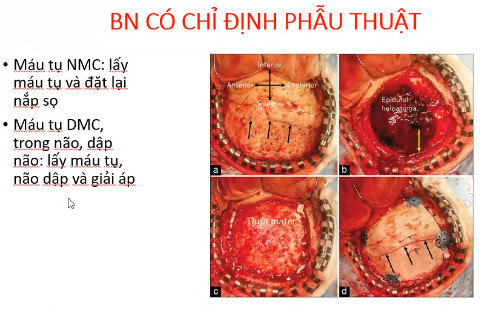 BN CÓ CHỈ ĐỊNH PHẪU THUẬT
• Máu tụ NMC: lấy
máu tụ và đặt lại
nắp sọ
• Máu tụ DMC,
trong não, dập
não: lấy máu tụ,
não dập và giải áp
Inferior
Anterior
Posterior
Superior
a
Epidural
hematoma
b
Dura mater
c
d